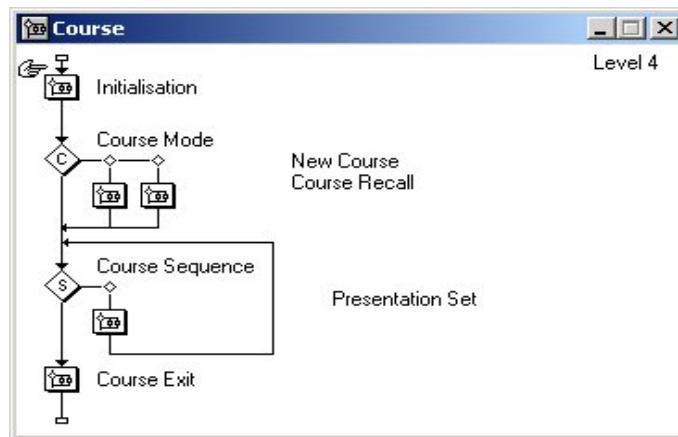 Course
Level 4
Initialisation
Course Mode
C
New Course
Course Recall
Course Sequence
S
Presentation Set
Course Exit